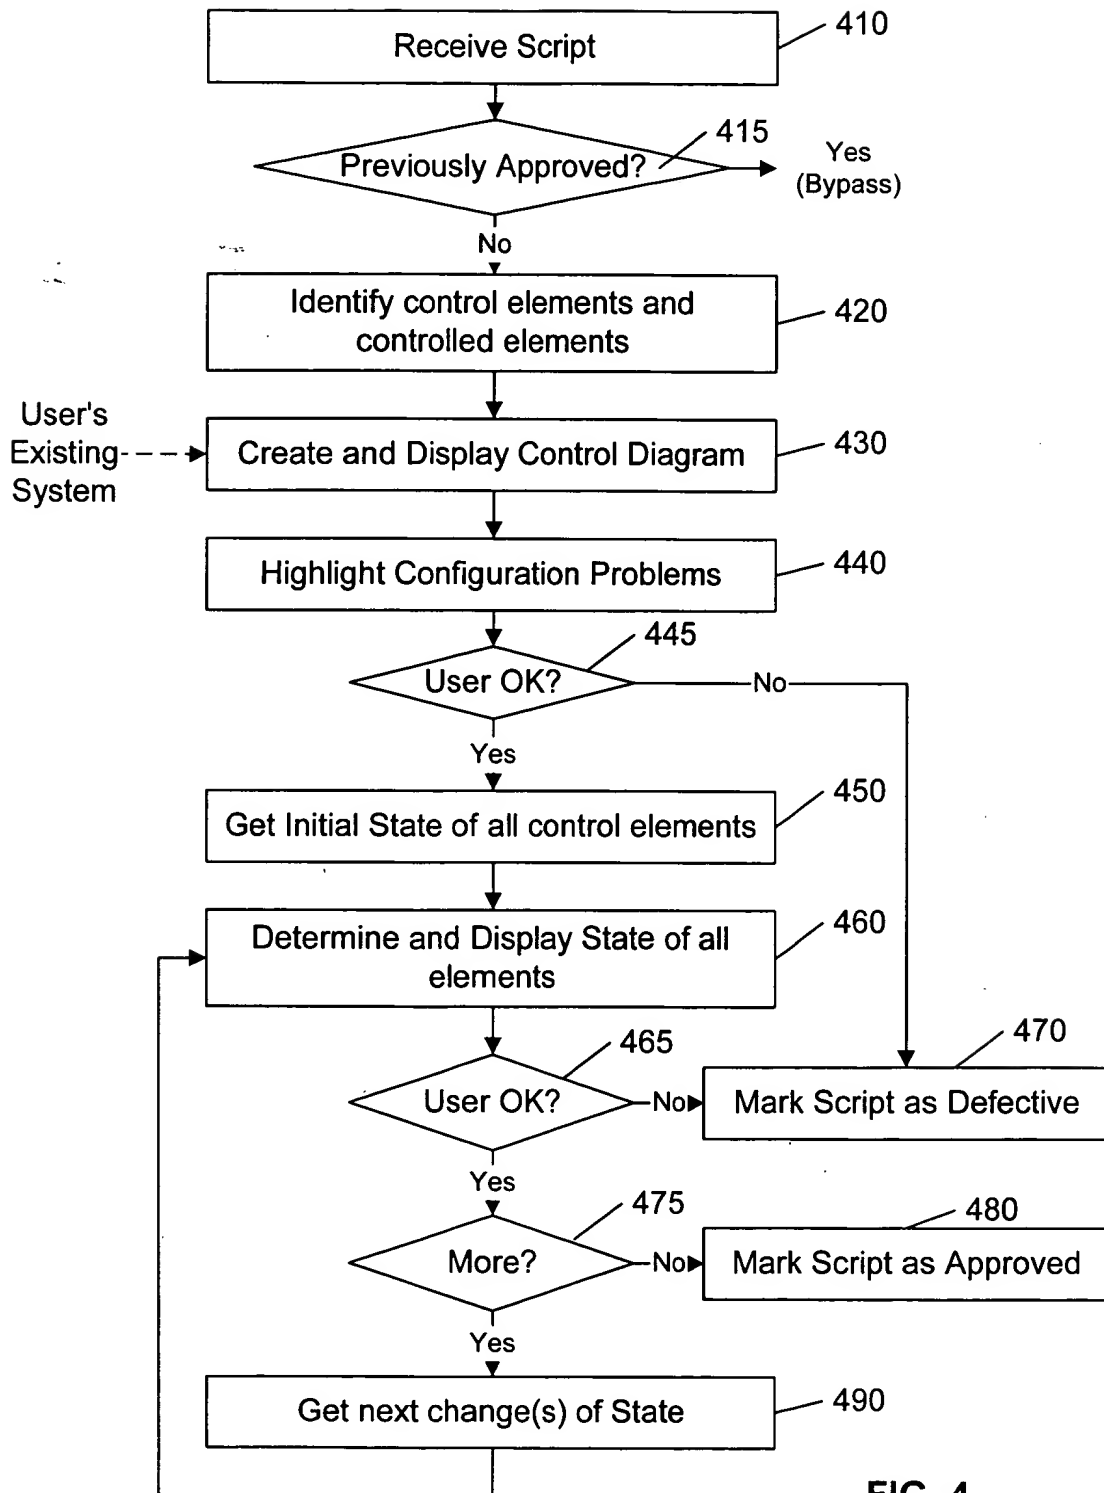 Receive Script
410
Previously Approved?
415
Yes
(Bypass)
No
Identify control elements and
controlled elements
420
User's
Existing
System
Create and Display Control Diagram
430
Highlight Configuration Problems
440
User OK?
445
No
Yes
Get Initial State of all control elements
450
Determine and Display State of all
elements
460
User OK?
465
No
Mark Script as Defective
470
Yes
More?
475
No
Mark Script as Approved
480
Yes
Get next change(s) of State
490
FIG. 4